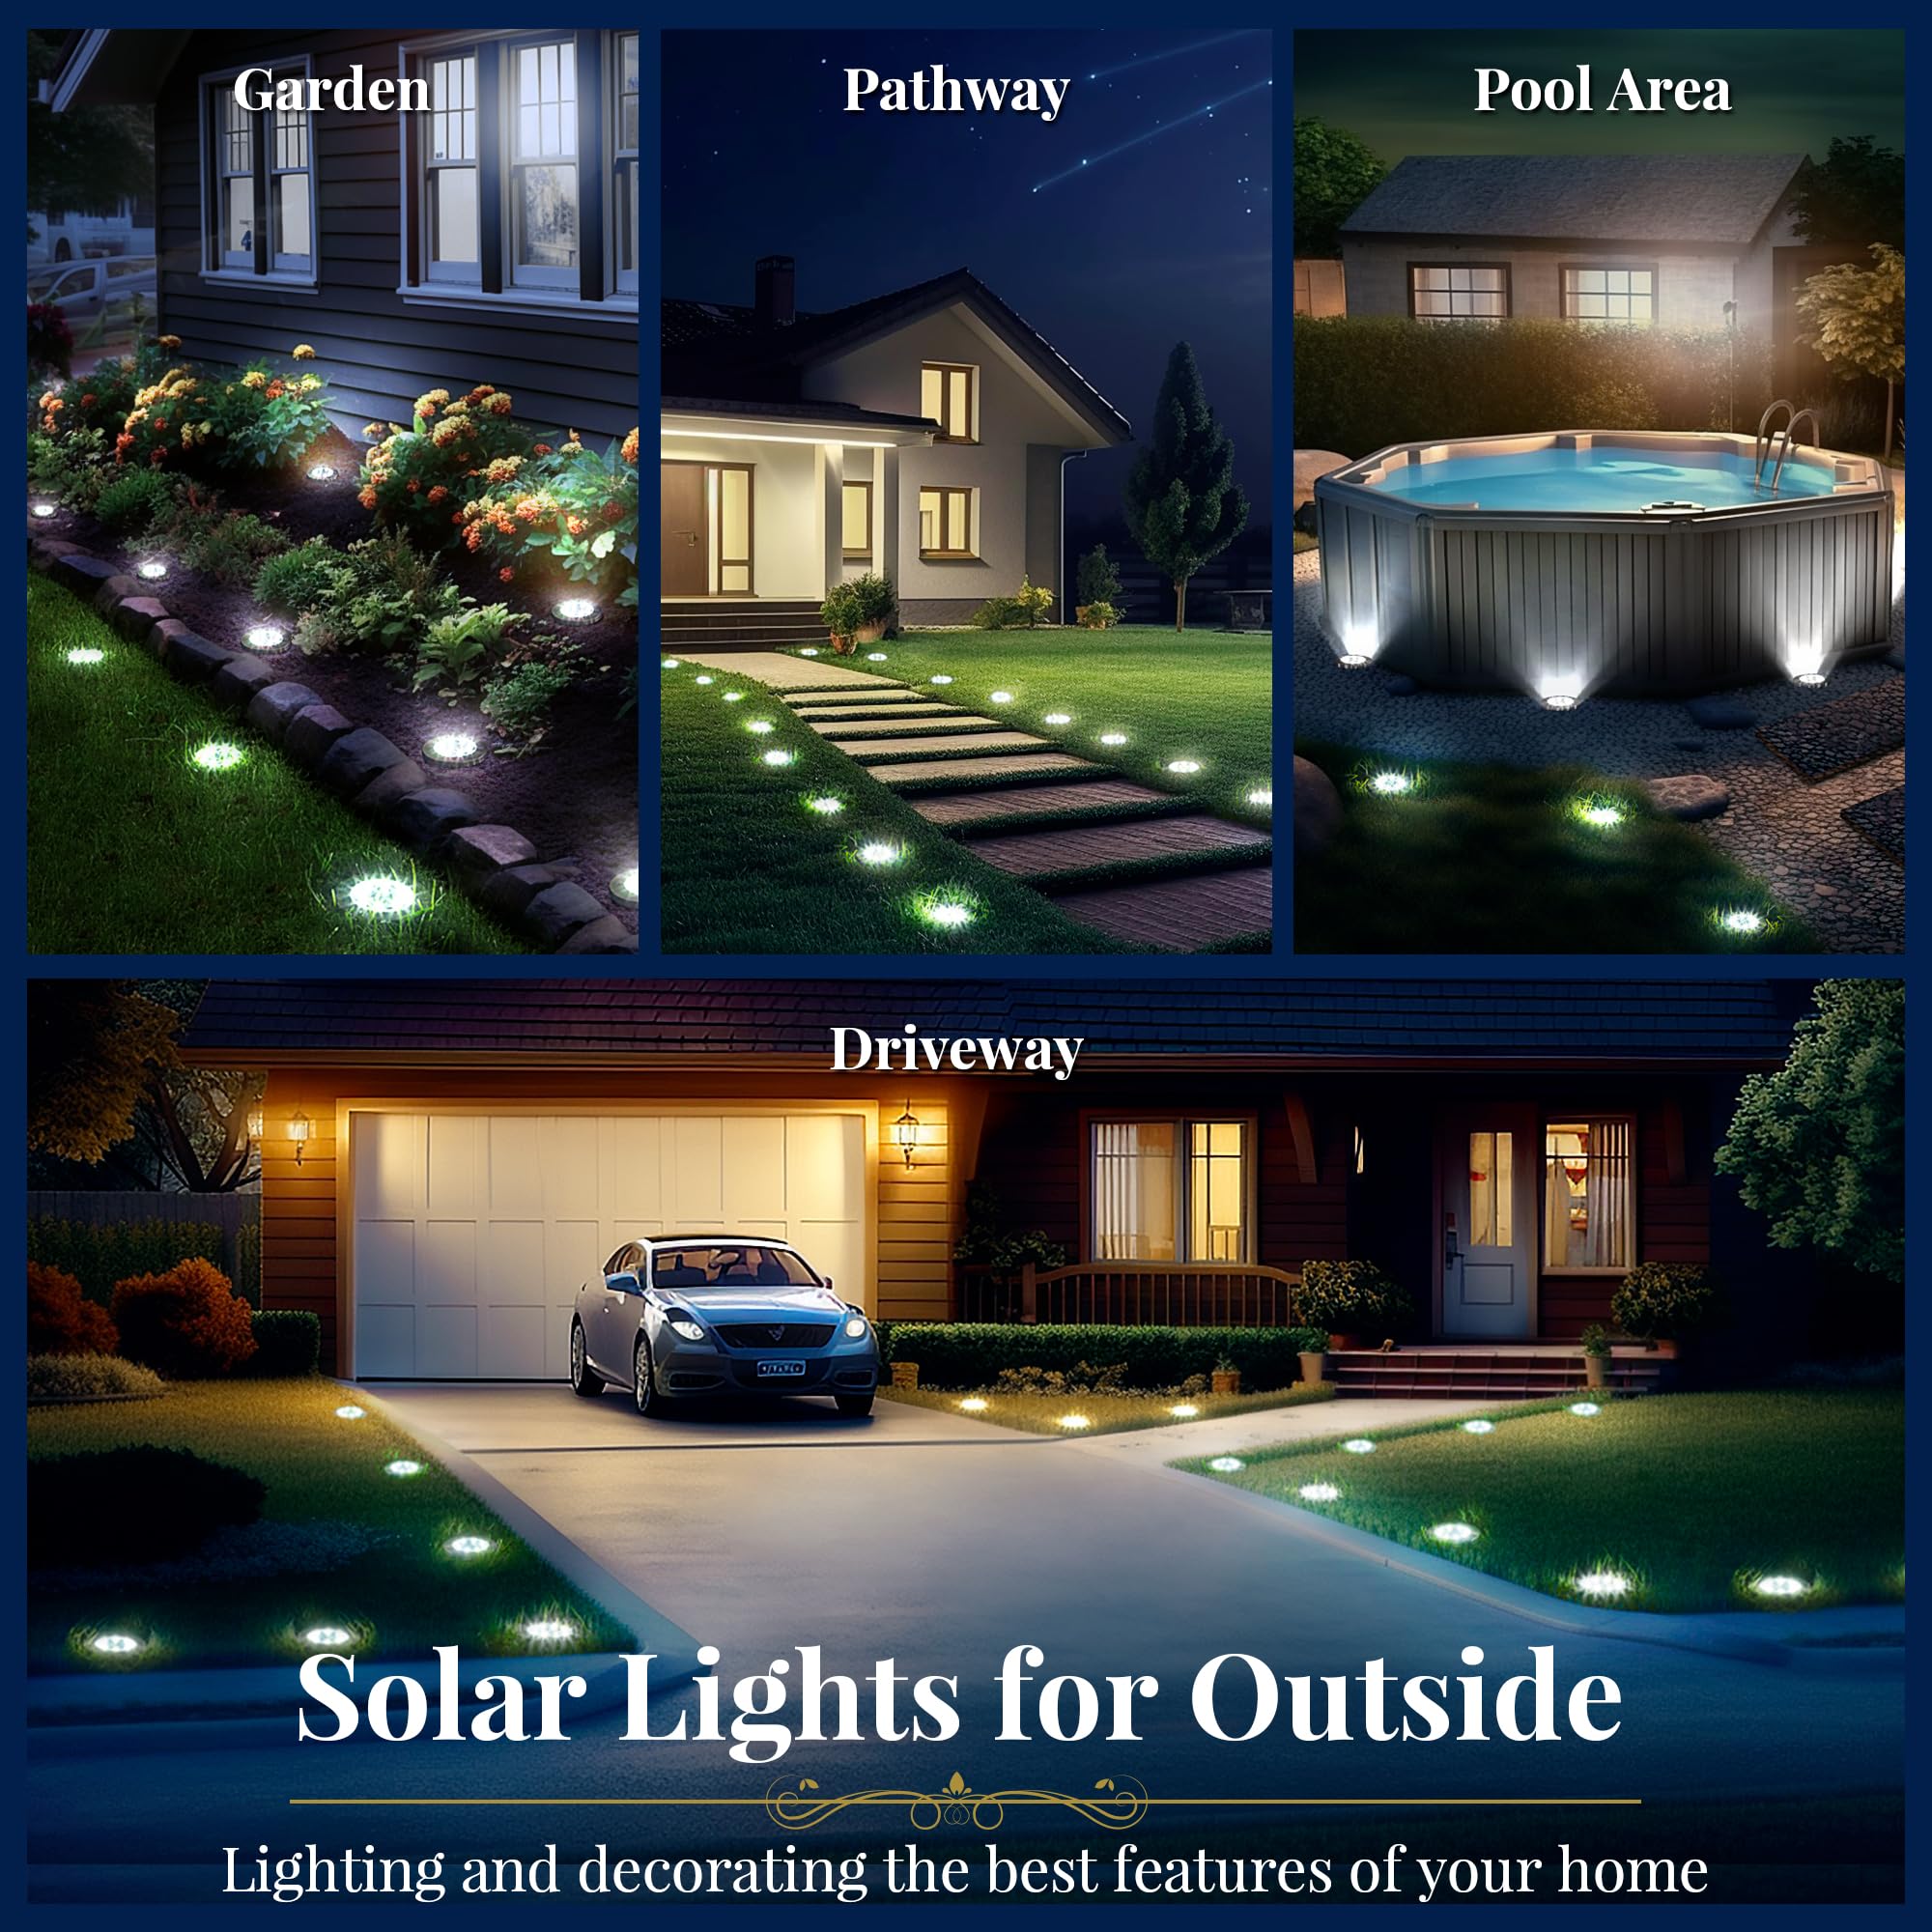 Garden
Pathway
Pool Area
Driveway
Solar Lights for Outside
Lighting and decorating the best features of your home